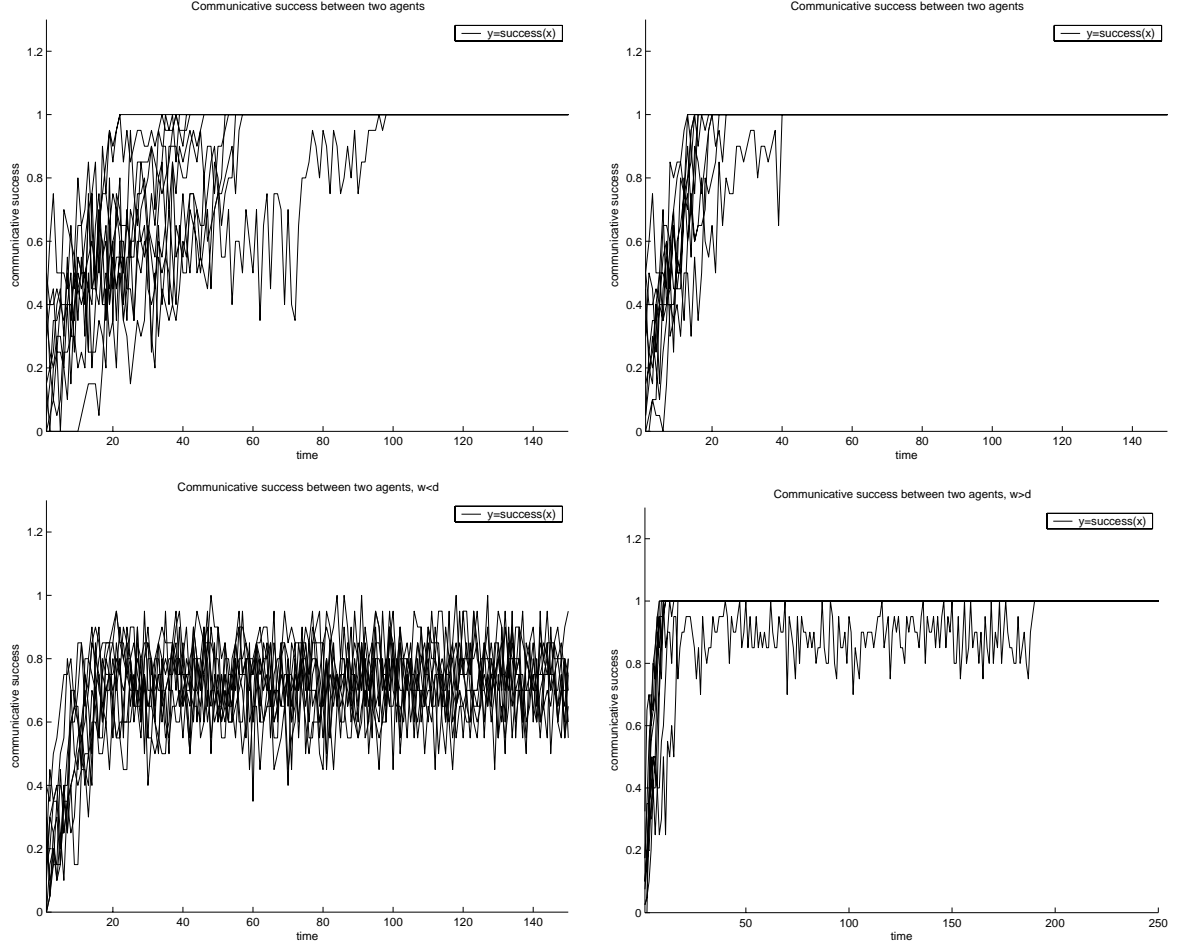 Communicative success between two agents
y=success(x)
1.2
1
0.8
0.6
0.4
0.2
0
communicative success
20 40 60 80 100 120 140
time
Communicative success between two agents
y=success(x)
1.2
1
0.8
0.6
0.4
0.2
0
communicative success
20 40 60 80 100 120 140
time
Communicative success between two agents, w<d
y=success(x)
1.2
1
0.8
0.6
0.4
0.2
0
communicative success
20 40 60 80 100 120 140
time
Communicative success between two agents, w>d
y=success(x)
1.2
1
0.8
0.6
0.4
0.2
0
communicative success
50 100 150 200 250
time